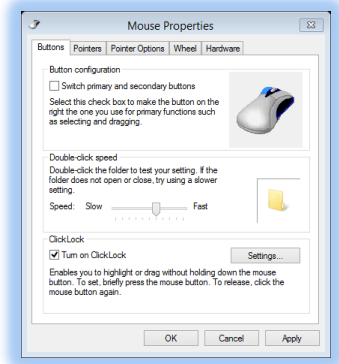 Mouse Properties
Buttons Pointers Pointer Options Wheel Hardware
Button configuration
Switch primary and secondary buttons
Select this check box to make the button on the
right the one you use for primary functions such
as selecting and dragging.
Double-click speed
Double-click the folder to test your setting. If the
folder does not open or close, try using a slower
setting.
Speed: Slow Fast
ClickLock
Turn on ClickLock
Settings...
Enables you to highlight or drag without holding down the mouse
button. To set, briefly press the mouse button. To release, click the
mouse button again.
OK Cancel Apply